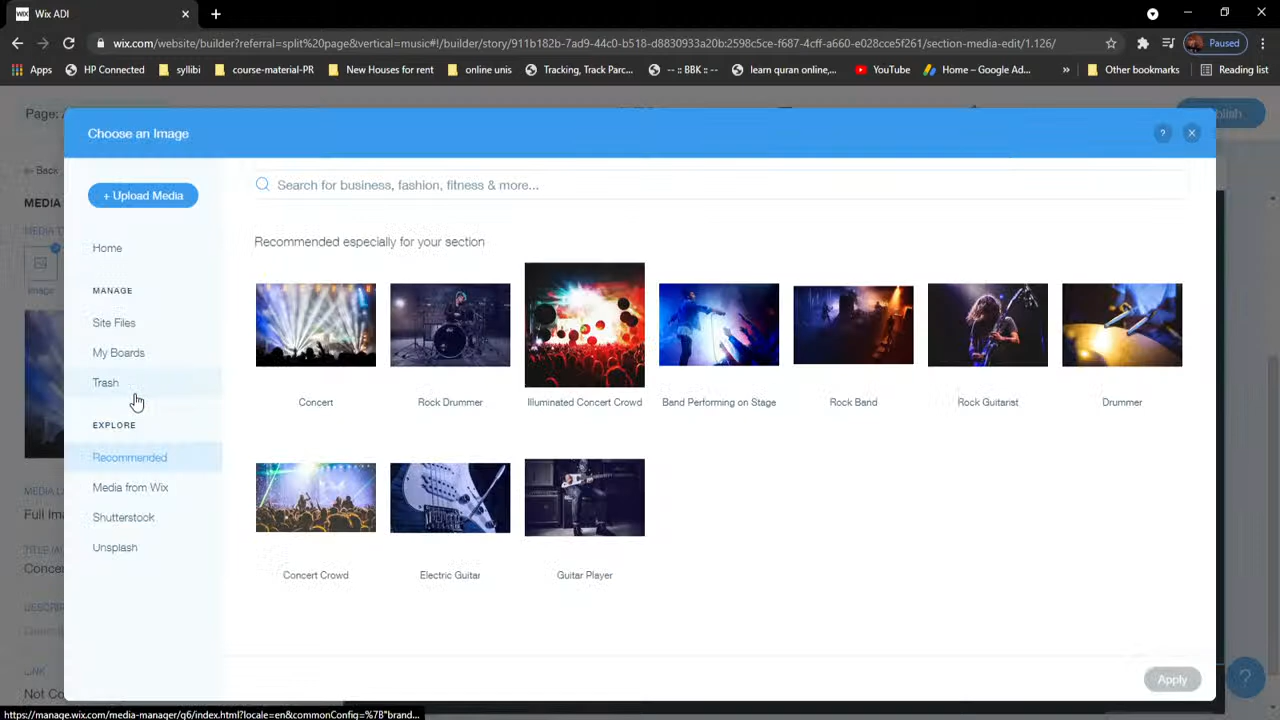 WIX Wix ADI
wix.com/website/builder?referral=split%20page&vertical=music#!/builder/story/911b182b-7ad9-44c0-b518-d8830933a20b:2598c5ce-f687-4cff-a660-e028cce5f261/section-media-edit/1.126/
Paused
Apps
HP Connected
syllibi
course-material-PR
New Houses for rent
online unis
Tracking, Track Parc...
-- :: BBK :: --
learn quran online,...
YouTube
Home – Google Ad...
»
Other bookmarks
Reading list
Page:
Back
MEDIA
Image
Full Ima
Concer
LINK
Not Co
Choose an Image
?
+ Upload Media
Home
MANAGE
Site Files
My Boards
Trash
EXPLORE
Recommended
Media from Wix
Shutterstock
Unsplash
Search for business, fashion, fitness & more...
Recommended especially for your section
Concert
Rock Drummer
Illuminated Concert Crowd
Band Performing on Stage
Rock Band
Rock Guitarist
Drummer
Concert Crowd
Electric Guitar
Guitar Player
Apply
?
https://manage.wix.com/media-manager/g6/index.html?locale=en&commonConfig=%7B"brand...